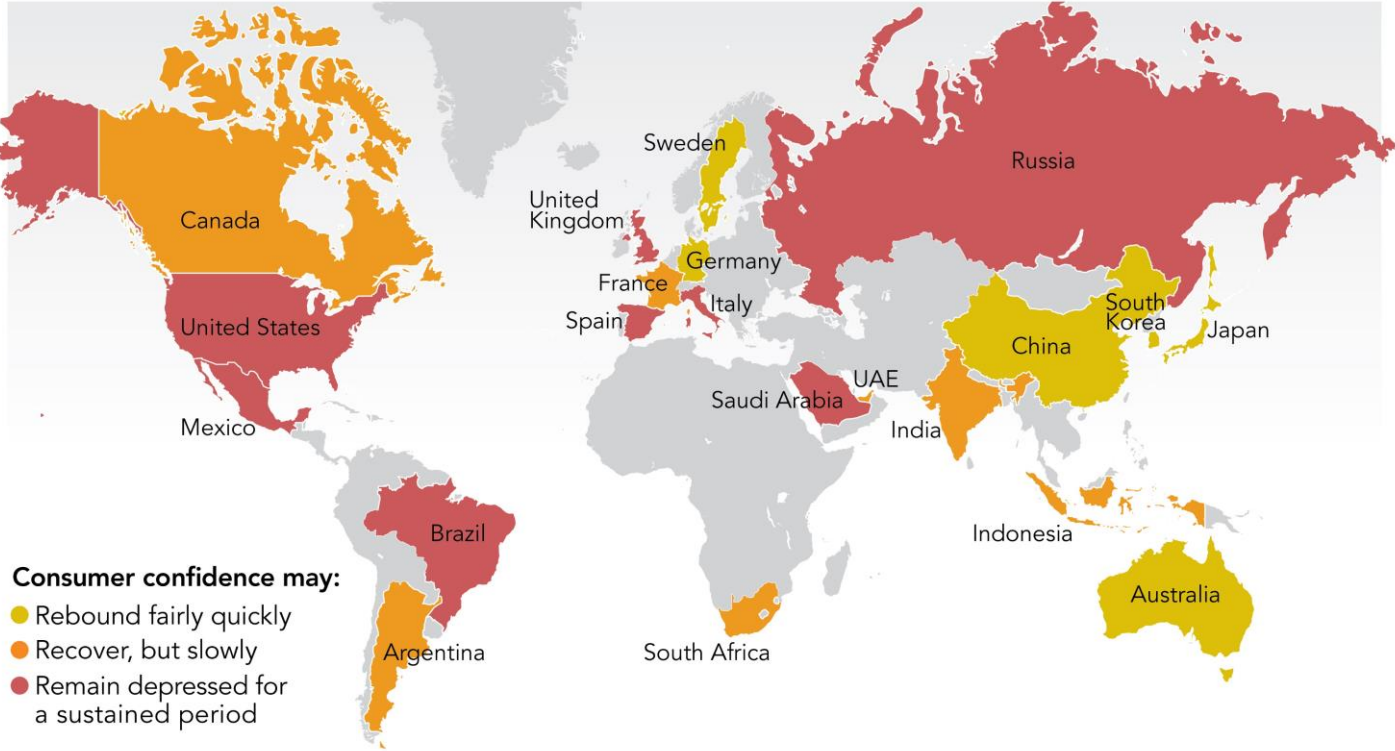 Sweden
Russia
United
Kingdom
Canada
Germany
France
Italy
South
Korea
United States
Spain
Japan
China
UAE
Saudi Arabia
Mexico
India
Brazil
Indonesia
Consumer confidence may:
Rebound fairly quickly
Australia
Recover, but slowly
Argentina
South Africa
Remain depressed for
a sustained period